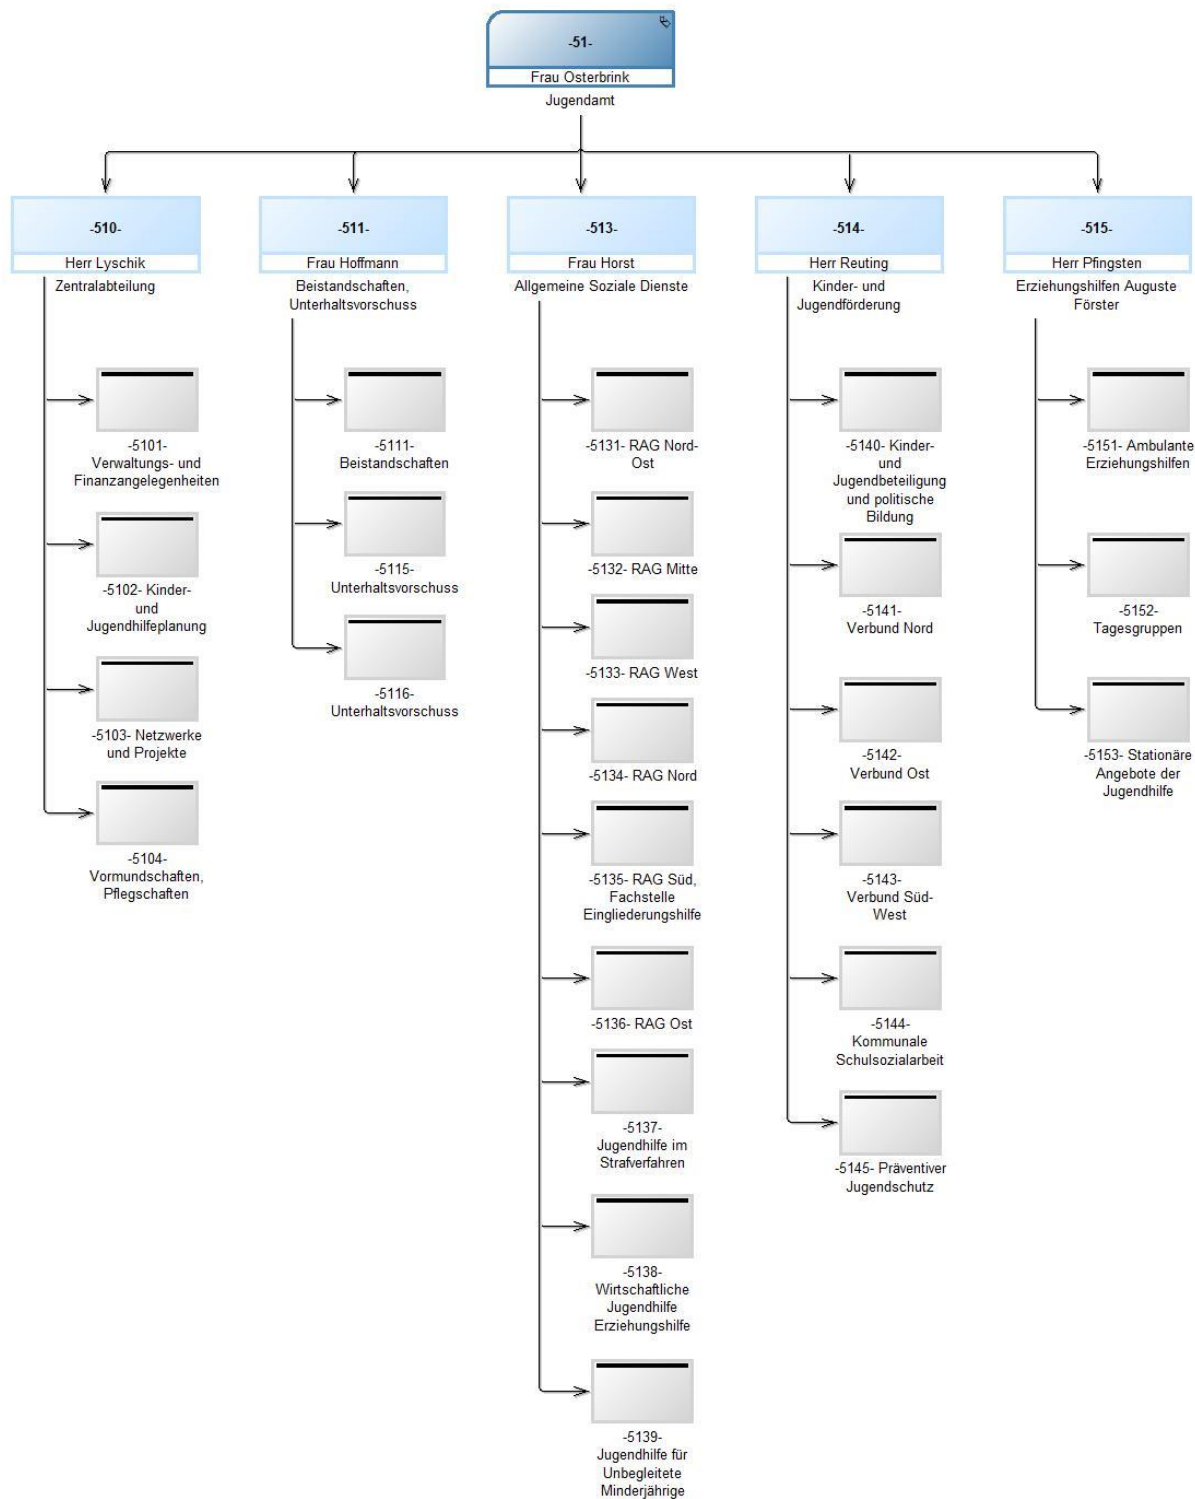 -51-
Frau Osterbrink
Jugendamt
-510-
Herr Lyschik
Zentralabteilung
-5101-
Verwaltungs- und
Finanzangelegenheiten
-5102- Kinder-
und
Jugendhilfeplanung
-5103- Netzwerke
und Projekte
-5104-
Vormundschaften,
Pflegschaften
-511-
Frau Hoffmann
Beistandschaften,
Unterhaltsvorschuss
-5111-
Beistandschaften
-5115-
Unterhaltsvorschuss
-5116-
Unterhaltsvorschuss
-513-
Frau Horst
Allgemeine Soziale Dienste
-5131- RAG Nord-
Ost
-5132- RAG Mitte
-5133- RAG West
-5134- RAG Nord
-5135- RAG Süd,
Fachstelle
Eingliederungshilfe
-5136- RAG Ost
-5137-
Jugendhilfe im
Strafverfahren
-5138-
Wirtschaftliche
Jugendhilfe
Erziehungshilfe
-5139-
Jugendhilfe für
Unbegleitete
Minderjährige
-514-
Herr Reuting
Kinder- und
Jugendförderung
-5140- Kinder-
und
Jugendbeteiligung
und politische
Bildung
-5141-
Verbund Nord
-5142-
Verbund Ost
-5143-
Verbund Süd-
West
-5144-
Kommunale
Schulsozialarbeit
-5145- Präventiver
Jugendschutz
-515-
Herr Pfingsten
Erziehungshilfen Auguste
Förster
-5151- Ambulante
Erziehungshilfen
-5152-
Tagesgruppen
-5153- Stationäre
Angebote der
Jugendhilfe